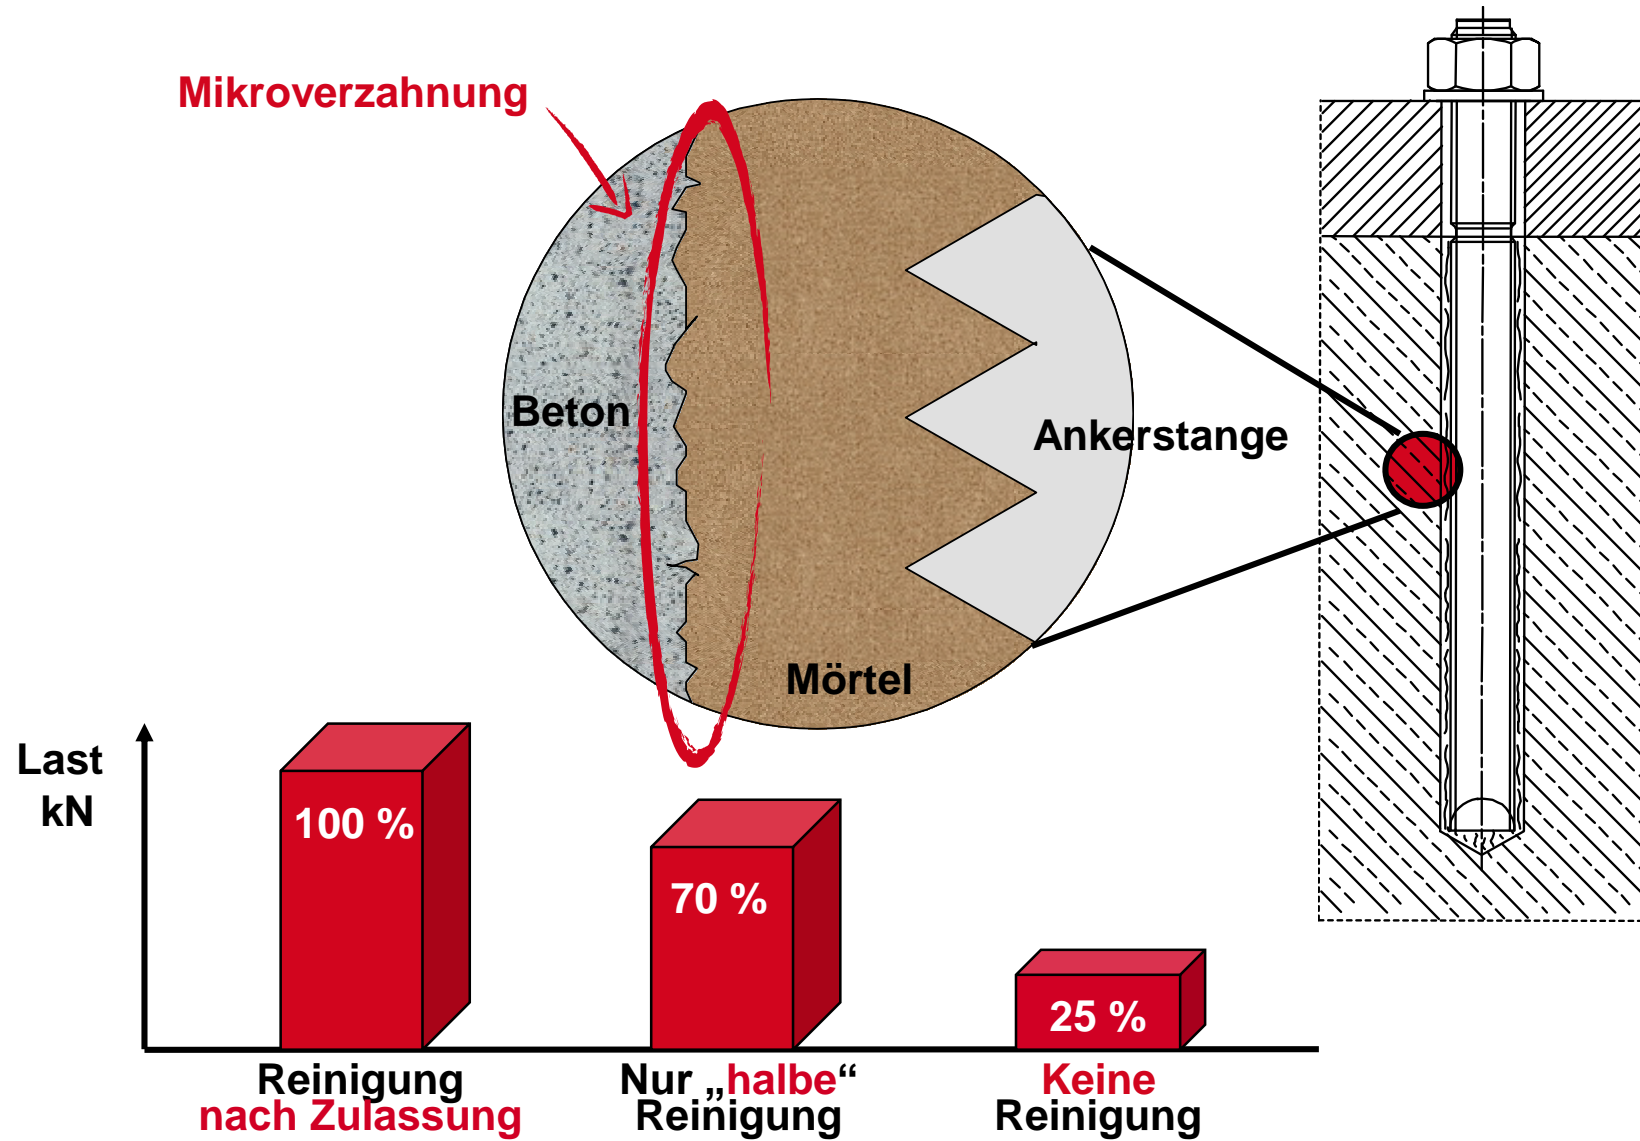 Mikroverzahnung
Beton
Ankerstange
Mörtel
Last
kN
100 %
70 %
25 %
Reinigung
nach Zulassung
Nur „halbe“
Reinigung
Keine
Reinigung